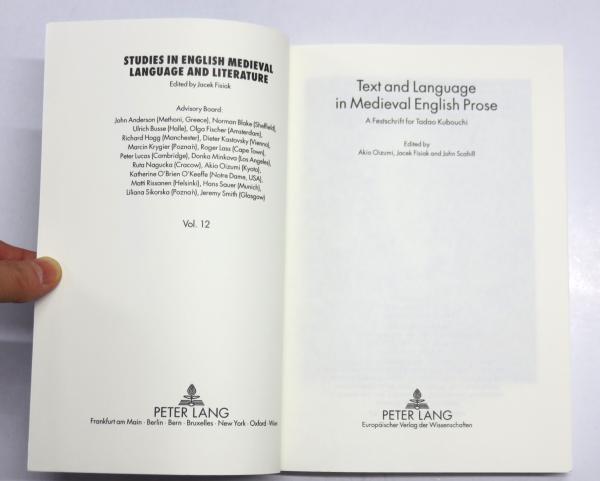 STUDIES IN ENGLISH MEDIEVAL
LANGUAGE AND LITERATURE
Edited by Jacek Fisiak
Advisory Board:
John Anderson (Methoni, Greece), Norman Blake (Sheffield),
Ulrich Busse (Halle), Olga Fischer (Amsterdam),
Richard Hogg (Manchester), Dieter Kastovsky (Vienna),
Marcin Krygier (Poznań), Roger Lass (Cape Town),
Peter Lucas (Cambridge), Donka Minkova (Los Angeles),
Ruta Nagucka (Cracow), Akio Oizumi (Kyoto),
Katherine O'Brien O'Keeffe (Notre Dame, USA),
Matti Rissanen (Helsinki), Hans Sauer (Munich),
Liliana Sikorska (Poznań), Jeremy Smith (Glasgow)
Vol. 12
PETER LANG
Frankfurt am Main · Berlin · Bern · Bruxelles · New York · Oxford · Wien
Text and Language
in Medieval English Prose
A Festschrift for Tadao Kubouchi
Edited by
Akio Oizumi, Jacek Fisiak and John Scahill
PETER LANG
Europäischer Verlag der Wissenschaften